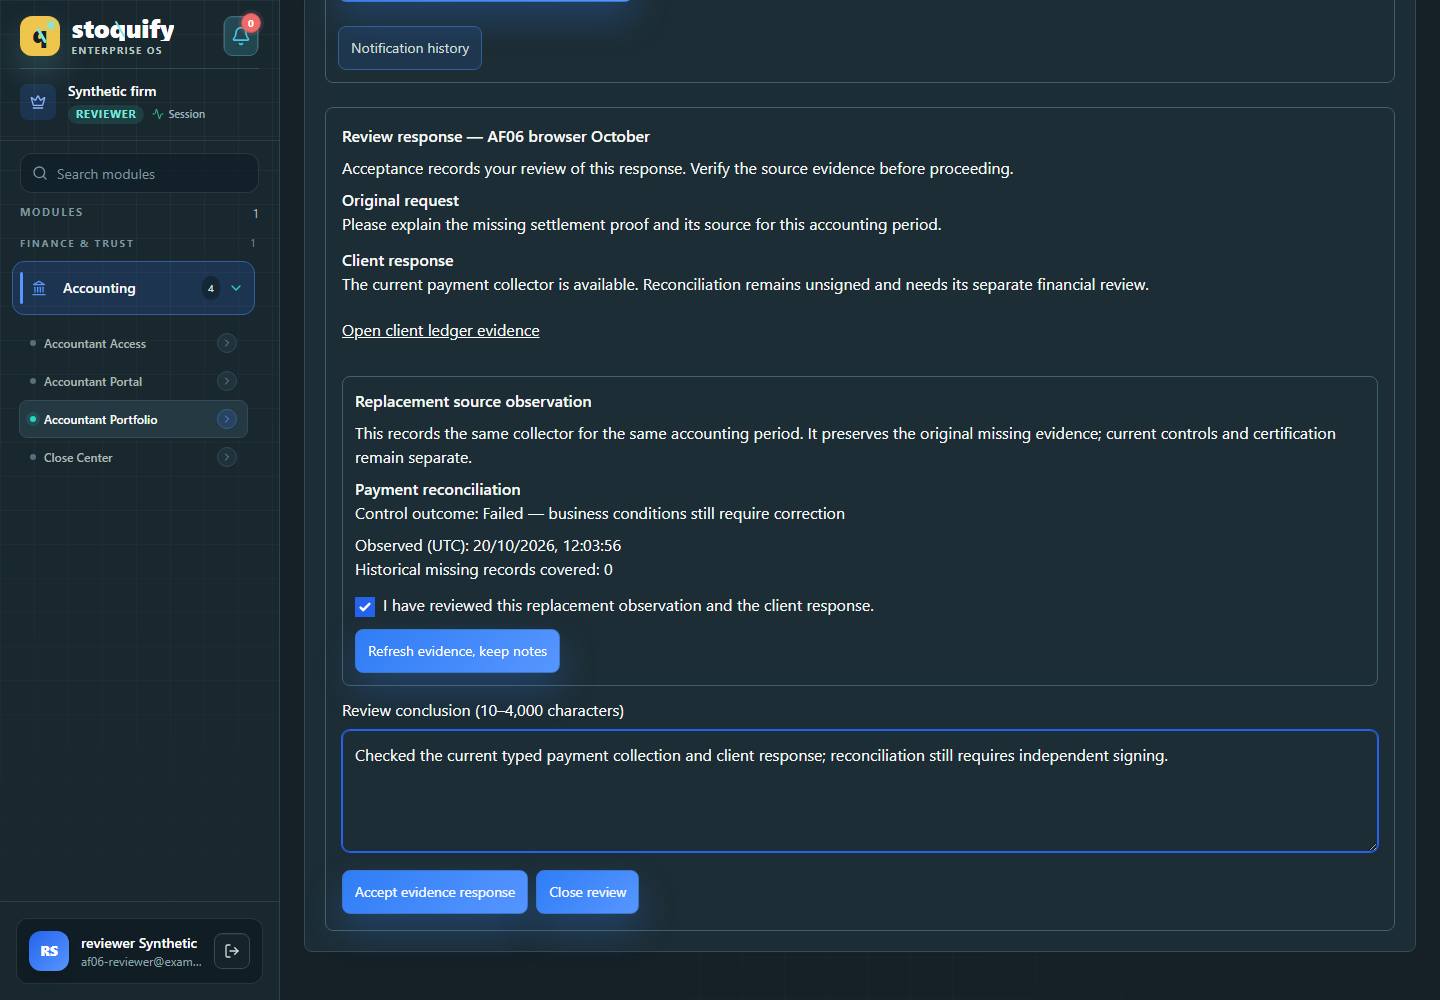 stoquify
ENTERPRISE OS
0
Synthetic firm
REVIEWER
Session
Search modules
MODULES
1
FINANCE & TRUST
1
Accounting
4
Accountant Access
Accountant Portal
Accountant Portfolio
Close Center
RS
reviewer Synthetic
af06-reviewer@exam...
Notification history
Review response — AF06 browser October
Acceptance records your review of this response. Verify the source evidence before proceeding.
Original request
Please explain the missing settlement proof and its source for this accounting period.
Client response
The current payment collector is available. Reconciliation remains unsigned and needs its separate financial review.
Open client ledger evidence
Replacement source observation
This records the same collector for the same accounting period. It preserves the original missing evidence; current controls and certification
remain separate.
Payment reconciliation
Control outcome: Failed — business conditions still require correction
Observed (UTC): 20/10/2026, 12:03:56
Historical missing records covered: 0
I have reviewed this replacement observation and the client response.
Refresh evidence, keep notes
Review conclusion (10–4,000 characters)
Checked the current typed payment collection and client response; reconciliation still requires independent signing.
Accept evidence response
Close review